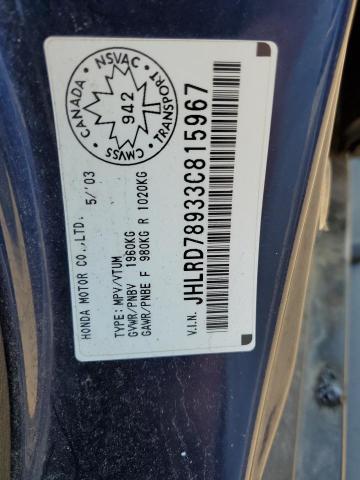 HONDA MOTOR CO.,LTD. 5/'03
TYPE: MPV/VTUM
GVWR/PNBV 1960KG
GAWR/PNBE F 980KG R 1020KG
V.I.N. JHLRD78933C815967
CANADA NSVAC
942
CMVSS TRANSPORT